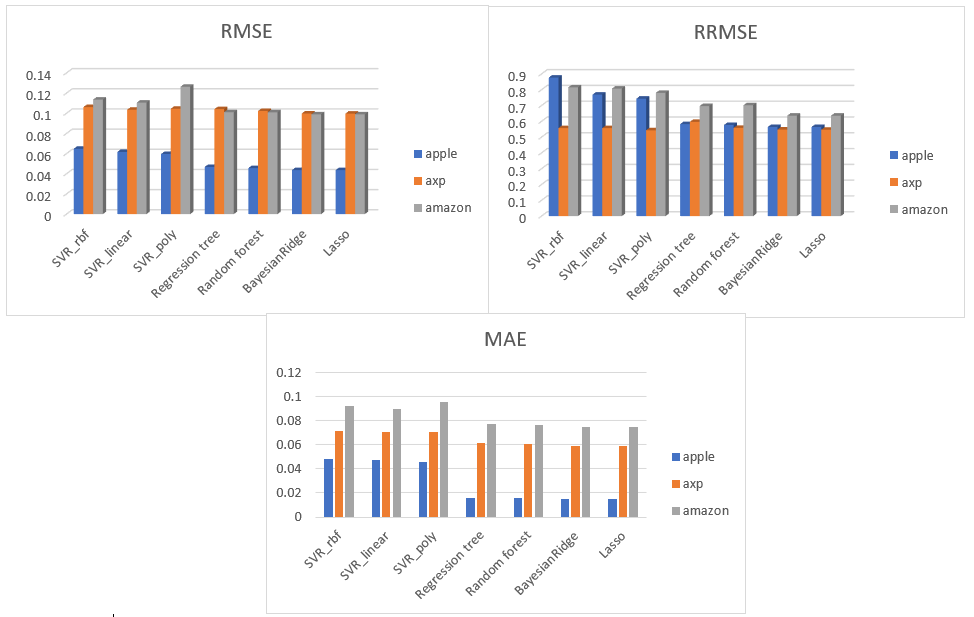 RMSE
0.14
0.12
0.1
0.08
0.06
0.04
0.02
0
SVR_rbf
SVR_linear
SVR_poly
Regression tree
Random forest
BayesianRidge
Lasso
apple
axp
amazon
RRMSE
0.9
0.8
0.7
0.6
0.5
0.4
0.3
0.2
0.1
0
SVR_rbf
SVR_linear
SVR_poly
Regression tree
Random forest
BayesianRidge
Lasso
apple
axp
amazon
MAE
0.12
0.1
0.08
0.06
0.04
0.02
0
SVR_rbf
SVR_linear
SVR_poly
Regression tree
Random forest
BayesianRidge
Lasso
apple
axp
amazon